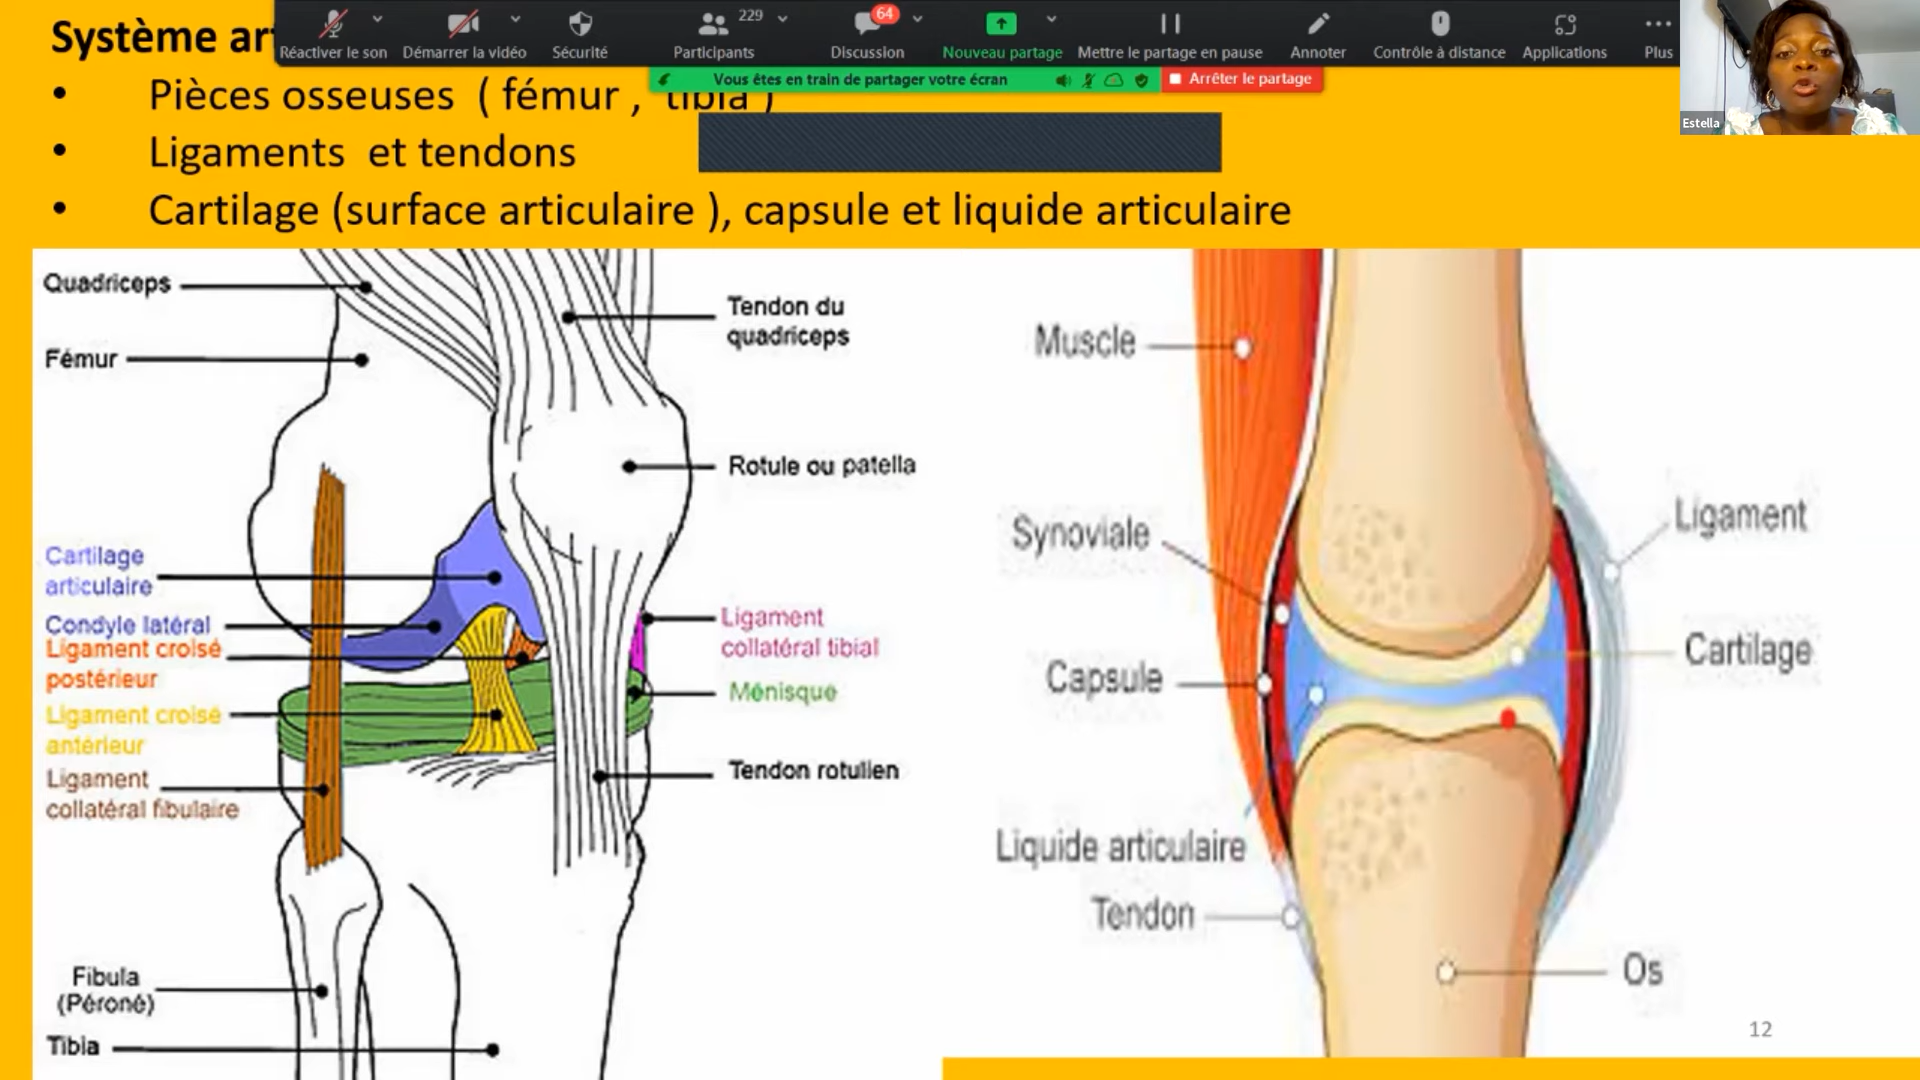 Système
Réactiver le son
Démarrer la vidéo
Sécurité
229
Participants
64
Discussion
Nouveau partage
Mettre le partage en pause
Annoter
Contrôle à distance
Applications
Plus
Vous êtes en train de partager votre écran
Arrêter le partage
Estella
• Pièces osseuses ( fémur , tibia )
• Ligaments et tendons
• Cartilage (surface articulaire ), capsule et liquide articulaire
Quadriceps
Fémur
Cartilage
articulaire
Condyle latéral
Ligament croisé
postérieur
Ligament croisé
antérieur
Ligament
collatéral fibulaire
Fibula
(Péroné)
Tibia
Tendon du
quadriceps
Rotule ou patella
Ligament
collatéral tibial
Ménisque
Tendon rotulien
Muscle
Synoviale
Capsule
Liquide articulaire
Tendon
Ligament
Cartilage
Os
12